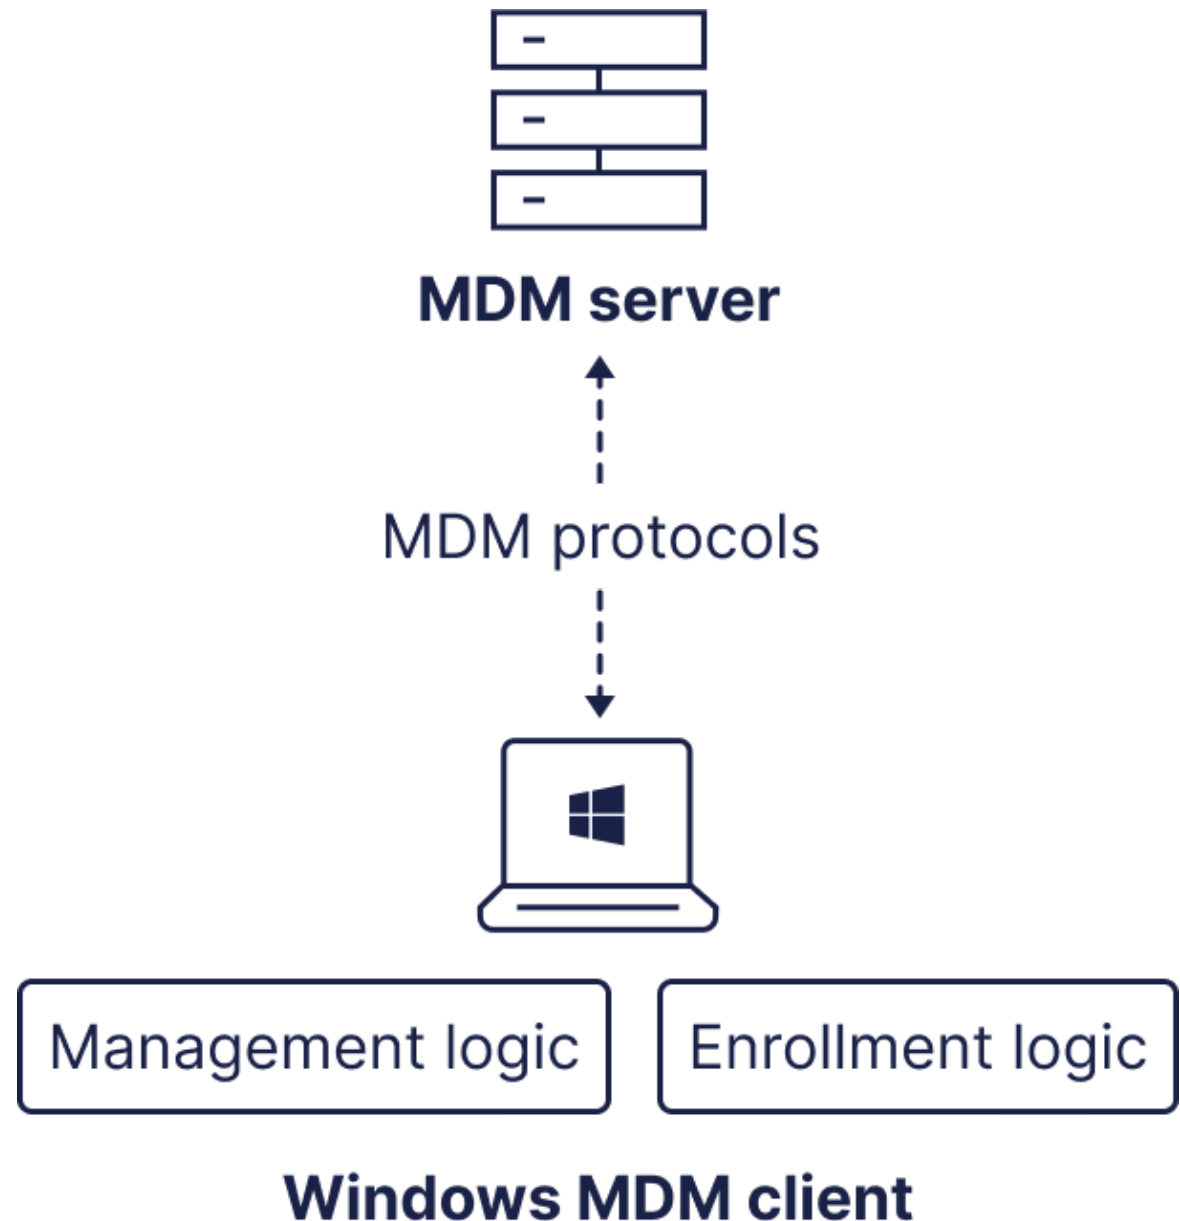 MDM server
MDM protocols
Management logic
Enrollment logic
Windows MDM client